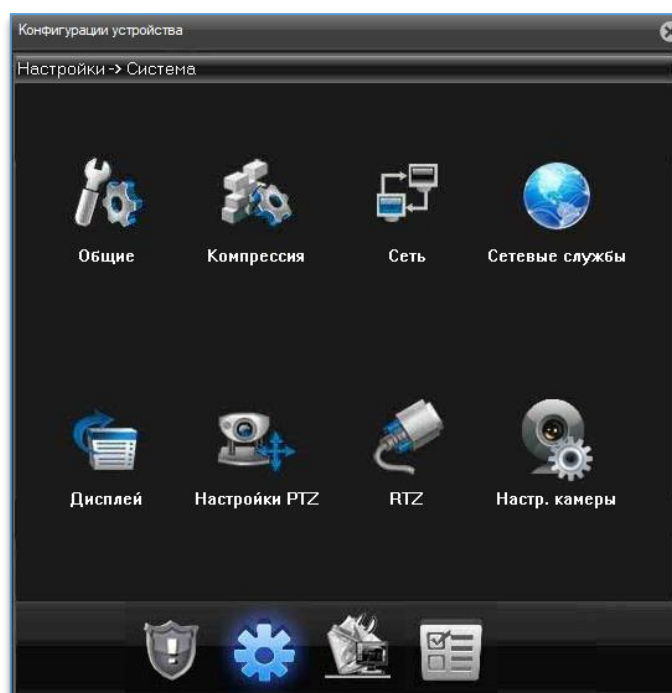 Конфигурации устройства
Настройки-> Система
Общие
Компрессия
Сеть
Сетевые службы
Дисплей
Настройки PTZ
RTZ
Настр. камеры